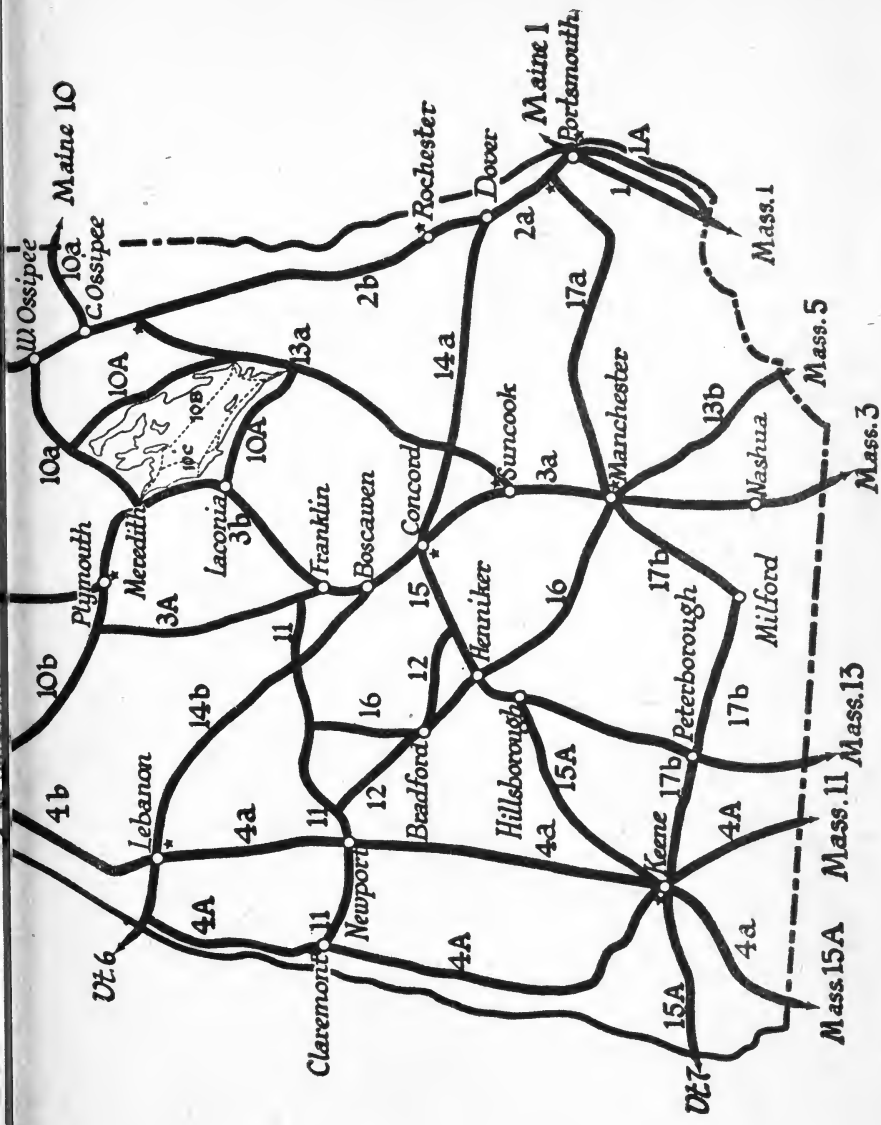 Maine 10
W. Ossipee
10a
C. Ossipee
Maine 1
Portsmouth
1A
1
Mass. 1
Rochester
Dover
2a
2b
17a
10A
13a
14a
10B
10C
10a
10A
Suncook
3a
Manchester
13b
Mass. 5
Concord
Nashua
Mass. 3
Plymouth
Meredith
Laconia
3b
Franklin
Boscawen
15
Henniker
16
17b
Milford
3A
11
12
10b
14b
16
Bradford
Hillsborough
15A
Peterborough
17b
17b
Mass. 13
4b
Lebanon
4a
11
12
4a
Keene
4A
Mass. 11
Newport
4A
11
Claremont
4A
4a
Mass. 15A
Vt. 6
15A
Vt. 7